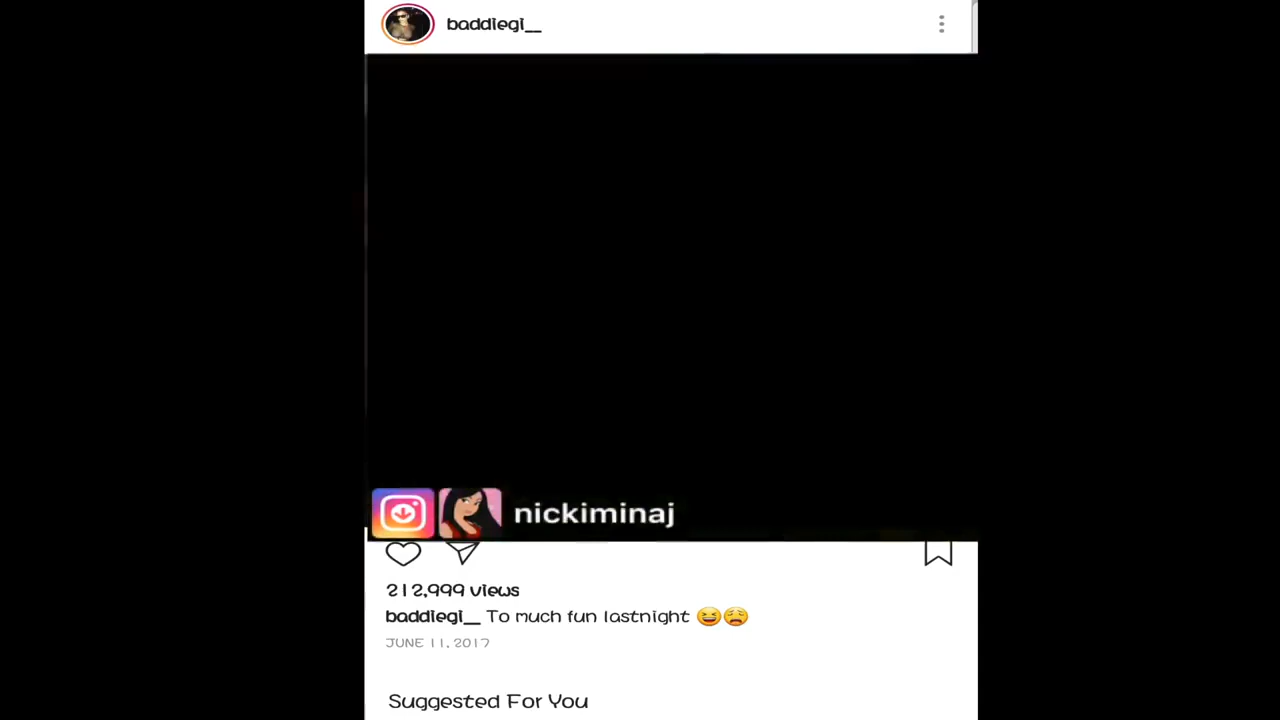 baddiegi__
nickiminaj
212,999 views
baddiegi__ To much fun lastnight 😆😩
JUNE 11, 2017
Suggested For You